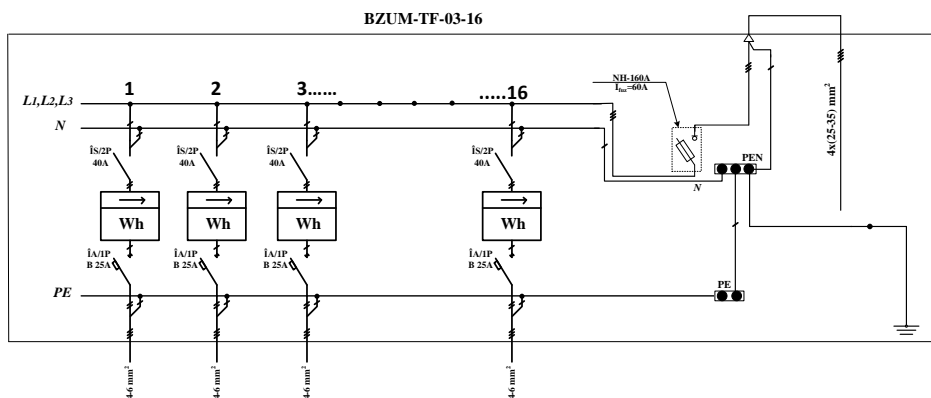 BZUM-TF-03-16
1 2 3...... .....16
L1,L2,L3
N
NH-160A
Ifuz=60A
4x(25-35) mm²
ÎS/2P
40A
ÎS/2P
40A
ÎS/2P
40A
ÎS/2P
40A
PEN
N
Wh
Wh
Wh
Wh
ÎA/1P
B 25A
ÎA/1P
B 25A
ÎA/1P
B 25A
ÎA/1P
B 25A
PE
PE
4-6 mm²
4-6 mm²
4-6 mm²
4-6 mm²